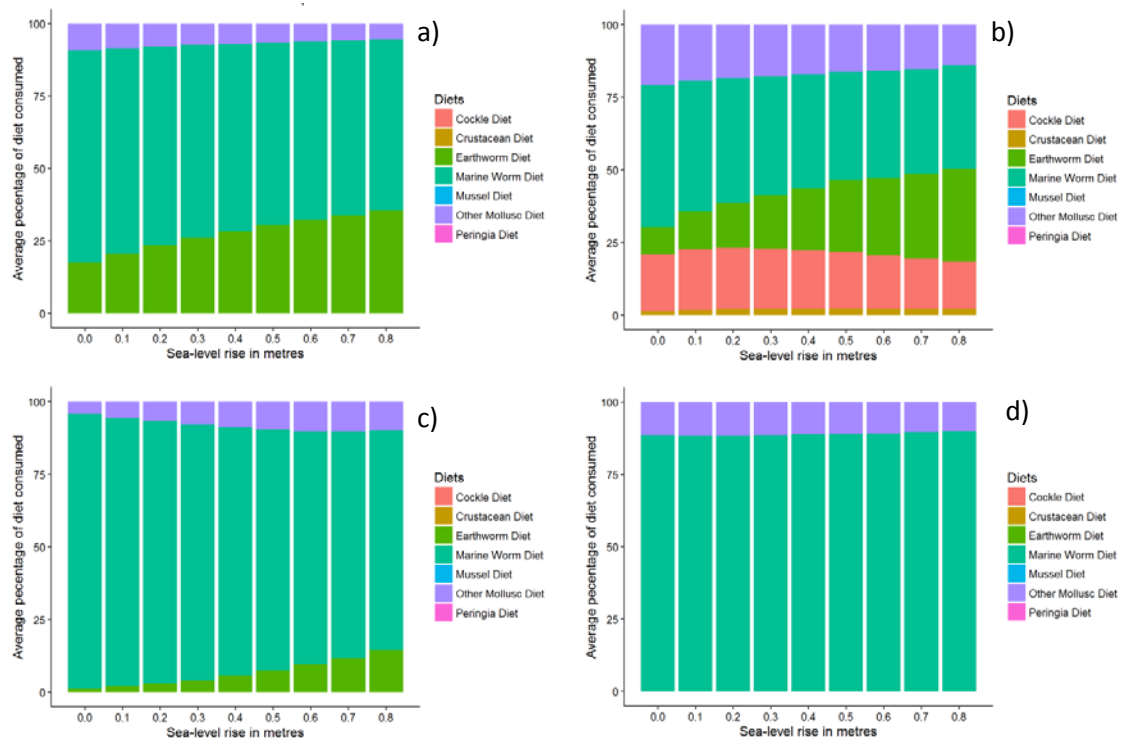 a)
Average pecentage of diet consumed
100
75
50
25
0
0.0 0.1 0.2 0.3 0.4 0.5 0.6 0.7 0.8
Sea-level rise in metres
Diets
Cockle Diet
Crustacean Diet
Earthworm Diet
Marine Worm Diet
Mussel Diet
Other Mollusc Diet
Peringia Diet
b)
Average pecentage of diet consumed
100
75
50
25
0
0.0 0.1 0.2 0.3 0.4 0.5 0.6 0.7 0.8
Sea-level rise in metres
Diets
Cockle Diet
Crustacean Diet
Earthworm Diet
Marine Worm Diet
Mussel Diet
Other Mollusc Diet
Peringia Diet
c)
Average pecentage of diet consumed
100
75
50
25
0
0.0 0.1 0.2 0.3 0.4 0.5 0.6 0.7 0.8
Sea-level rise in metres
Diets
Cockle Diet
Crustacean Diet
Earthworm Diet
Marine Worm Diet
Mussel Diet
Other Mollusc Diet
Peringia Diet
d)
Average pecentage of diet consumed
100
75
50
25
0
0.0 0.1 0.2 0.3 0.4 0.5 0.6 0.7 0.8
Sea-level rise in metres
Diets
Cockle Diet
Crustacean Diet
Earthworm Diet
Marine Worm Diet
Mussel Diet
Other Mollusc Diet
Peringia Diet